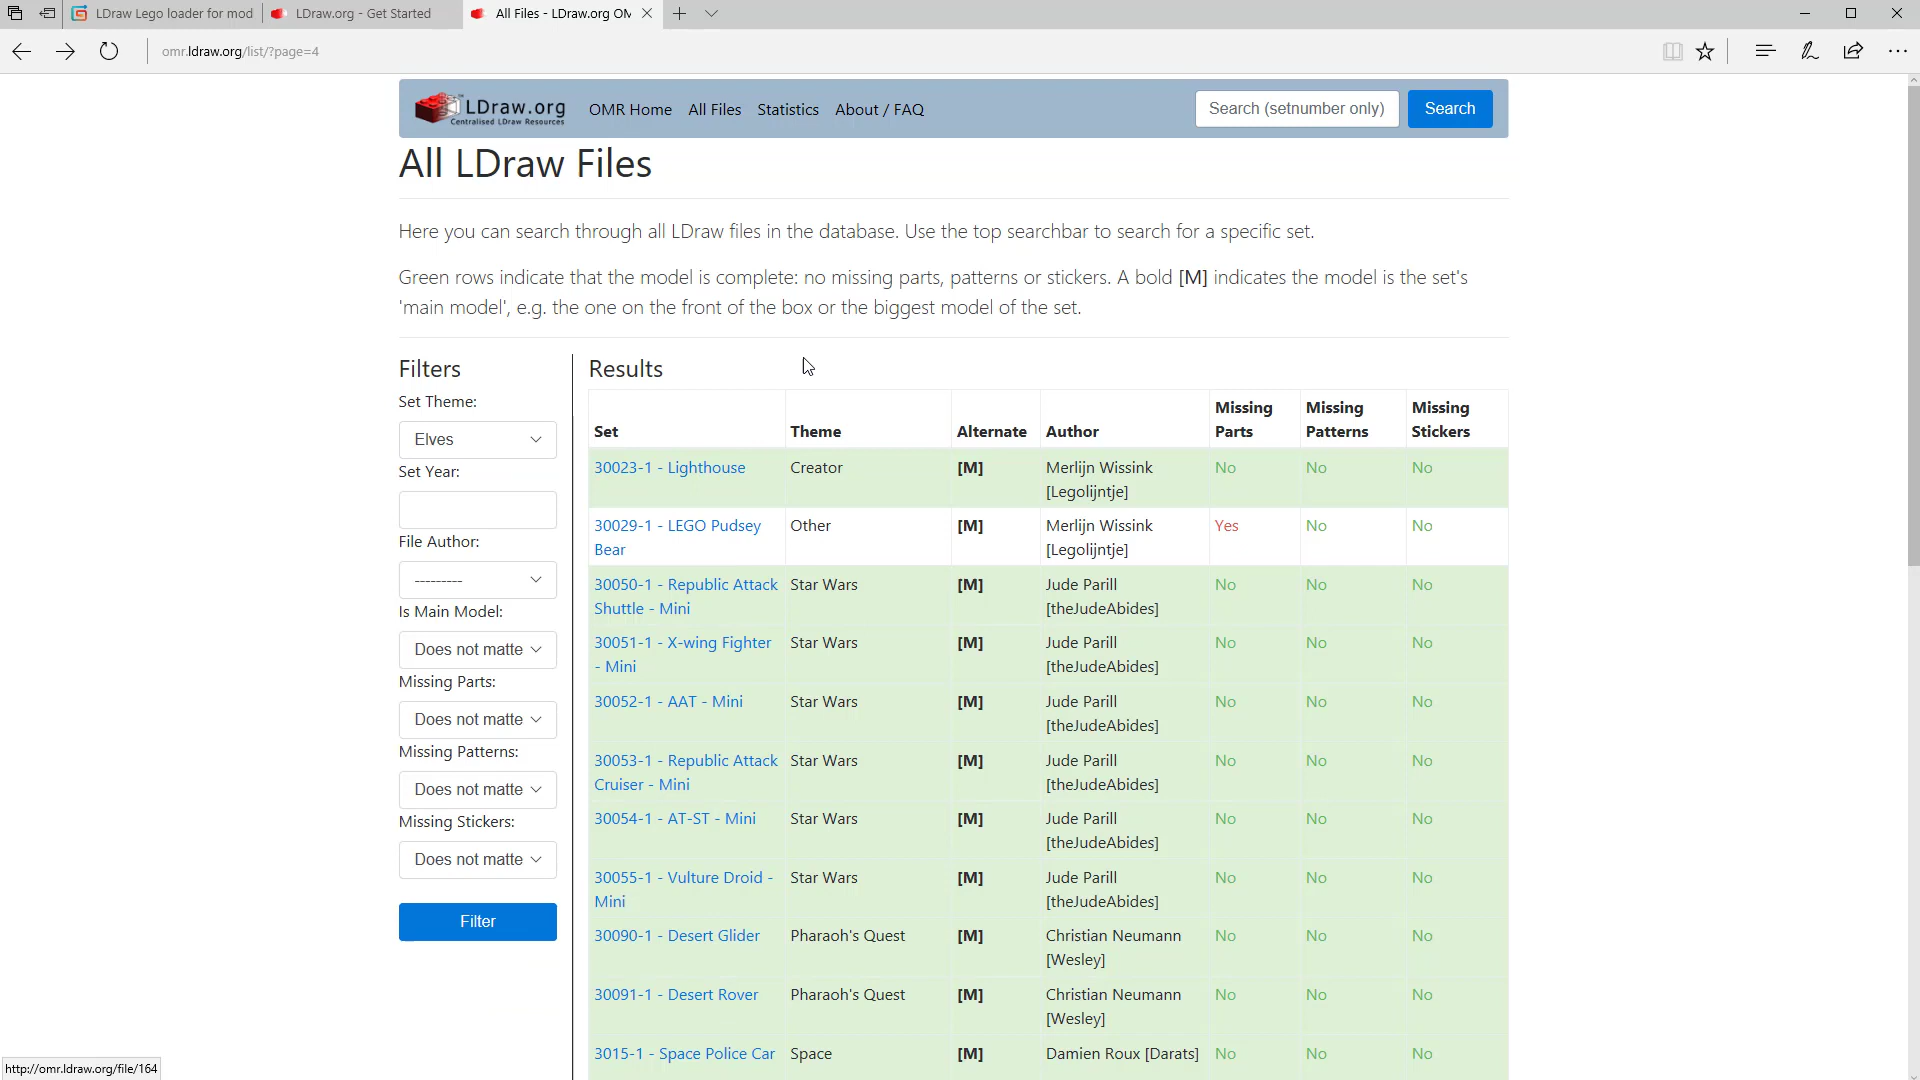 LDraw Lego loader for mod
LDraw.org - Get Started
All Files - LDraw.org OM
omr.ldraw.org/list/?page=4
LDraw.org
Centralised LDraw Resources
OMR Home All Files Statistics About / FAQ
Search (setnumber only) Search
All LDraw Files
Here you can search through all LDraw files in the database. Use the top searchbar to search for a specific set.
Green rows indicate that the model is complete: no missing parts, patterns or stickers. A bold [M] indicates the model is the set's
'main model', e.g. the one on the front of the box or the biggest model of the set.
Filters
Set Theme:
Elves
Set Year:
File Author:
---------
Is Main Model:
Does not matte
Missing Parts:
Does not matte
Missing Patterns:
Does not matte
Missing Stickers:
Does not matte
Filter
Results
Set Theme Alternate Author Missing Parts Missing Patterns Missing Stickers
30023-1 - Lighthouse Creator [M] Merlijn Wissink No No No
[Legolijntje]
30029-1 - LEGO Pudsey Other [M] Merlijn Wissink Yes No No
Bear [Legolijntje]
30050-1 - Republic Attack Star Wars [M] Jude Parill No No No
Shuttle - Mini [theJudeAbides]
30051-1 - X-wing Fighter Star Wars [M] Jude Parill No No No
- Mini [theJudeAbides]
30052-1 - AAT - Mini Star Wars [M] Jude Parill No No No
[theJudeAbides]
30053-1 - Republic Attack Star Wars [M] Jude Parill No No No
Cruiser - Mini [theJudeAbides]
30054-1 - AT-ST - Mini Star Wars [M] Jude Parill No No No
[theJudeAbides]
30055-1 - Vulture Droid - Star Wars [M] Jude Parill No No No
Mini [theJudeAbides]
30090-1 - Desert Glider Pharaoh's Quest [M] Christian Neumann No No No
[Wesley]
30091-1 - Desert Rover Pharaoh's Quest [M] Christian Neumann No No No
[Wesley]
3015-1 - Space Police Car Space [M] Damien Roux [Darats] No No No
http://omr.ldraw.org/file/164